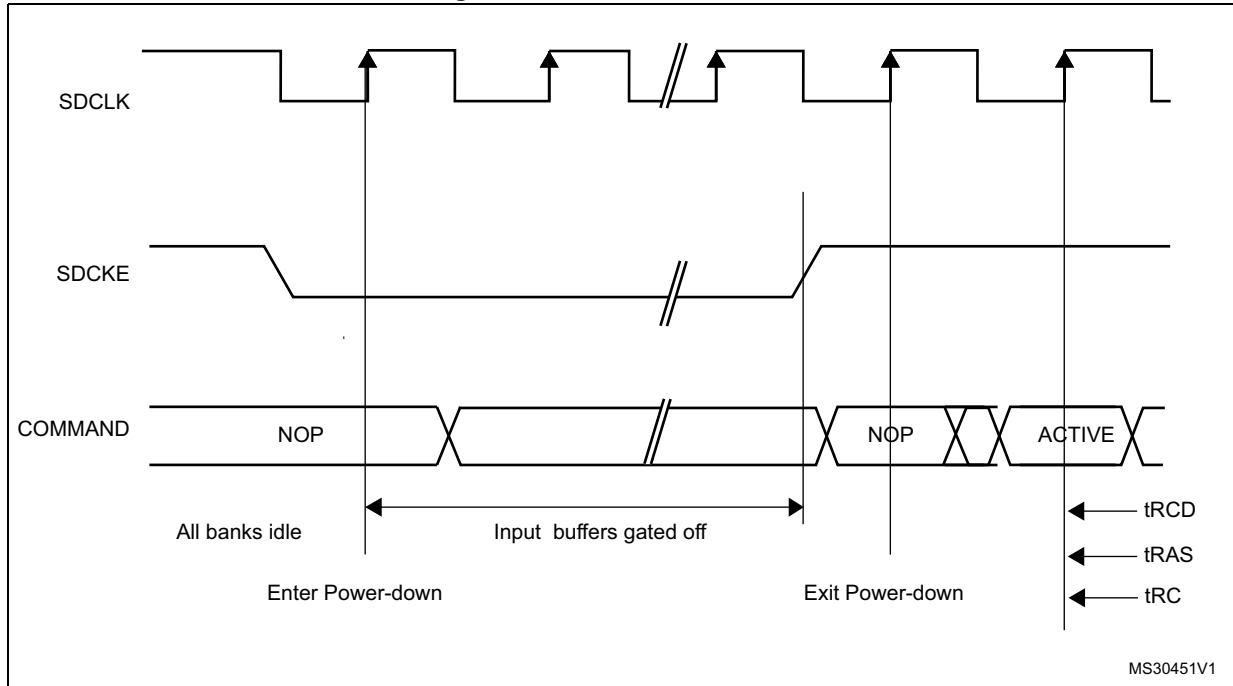 SDCLK
SDCKE
COMMAND
NOP
NOP
ACTIVE
All banks idle
Input buffers gated off
tRCD
tRAS
Enter Power-down
Exit Power-down
tRC
MS30451V1